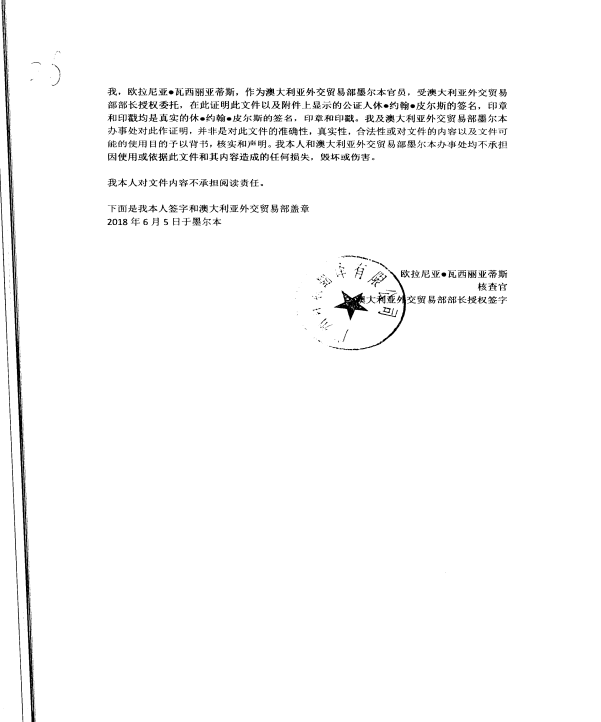 我，欧拉尼亚●瓦西丽亚蒂斯，作为澳大利亚外交贸易部墨尔本官员，受澳大利亚外交贸易
部部长授权委托，在此证明此文件以及附件上显示的公证人休●约翰●皮尔斯的签名，印章
和印戳均是真实的休●约翰●皮尔斯的签名，印章和印戳。我及澳大利亚外交贸易部墨尔本
办事处对此作证明，并非是对此文件的准确性，真实性，合法性或对文件的内容以及文件可
能的使用目的予以背书，核实和声明。我本人和澳大利亚外交贸易部墨尔本办事处均不承担
因使用或依据此文件和其内容造成的任何损失，毁坏或伤害。
我本人对文件内容不承担阅读责任。
下面是我本人签字和澳大利亚外交贸易部盖章
2018 年 6 月 5 日于墨尔本
欧拉尼亚●瓦西丽亚蒂斯
核查官
澳大利亚外交贸易部部长授权签字
有限公司